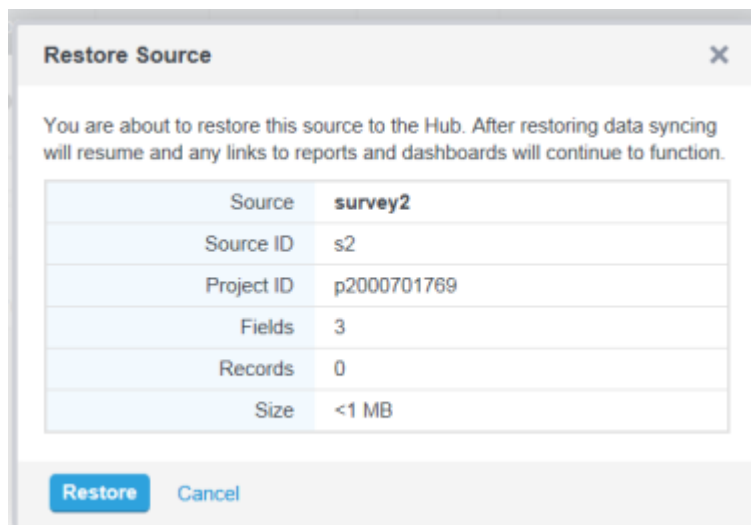 Restore Source
You are about to restore this source to the Hub. After restoring data syncing
will resume and any links to reports and dashboards will continue to function.
Source survey2
Source ID s2
Project ID p2000701769
Fields 3
Records 0
Size <1 MB
Restore Cancel